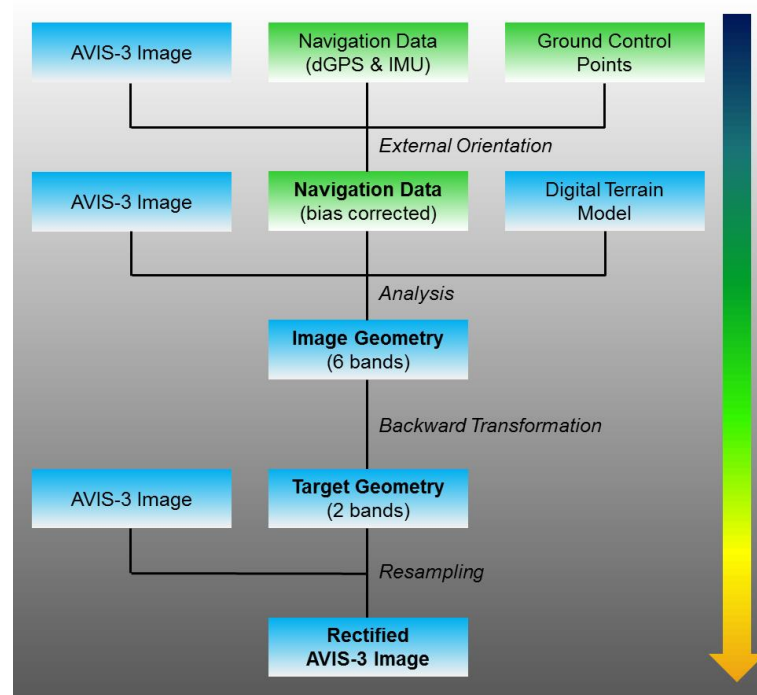 AVIS-3 Image
Navigation Data
(dGPS & IMU)
Ground Control
Points
External Orientation
AVIS-3 Image
Navigation Data
(bias corrected)
Digital Terrain
Model
Analysis
Image Geometry
(6 bands)
Backward Transformation
AVIS-3 Image
Target Geometry
(2 bands)
Resampling
Rectified
AVIS-3 Image